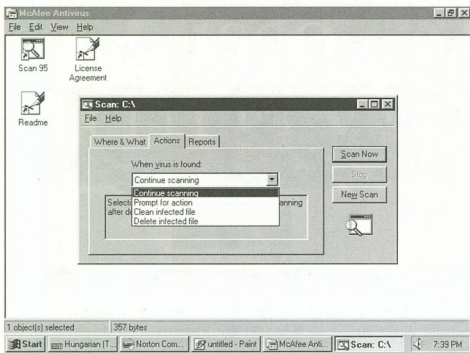 McAfee Antivirus
File Edit View Help
Scan 95
License Agreement
Readme
Scan: C:\
File Help
Where & What Actions Reports
When virus is found:
Continue scanning
Continue scanning
Prompt for action
Clean infected file
Delete infected file
Selecti
anning
after d
Scan Now
Stop
New Scan
1 object(s) selected 357 bytes
Start Hungarian (T... Norton Com... untitled - Paint McAfee Anti... Scan: C:\ 7:39 PM